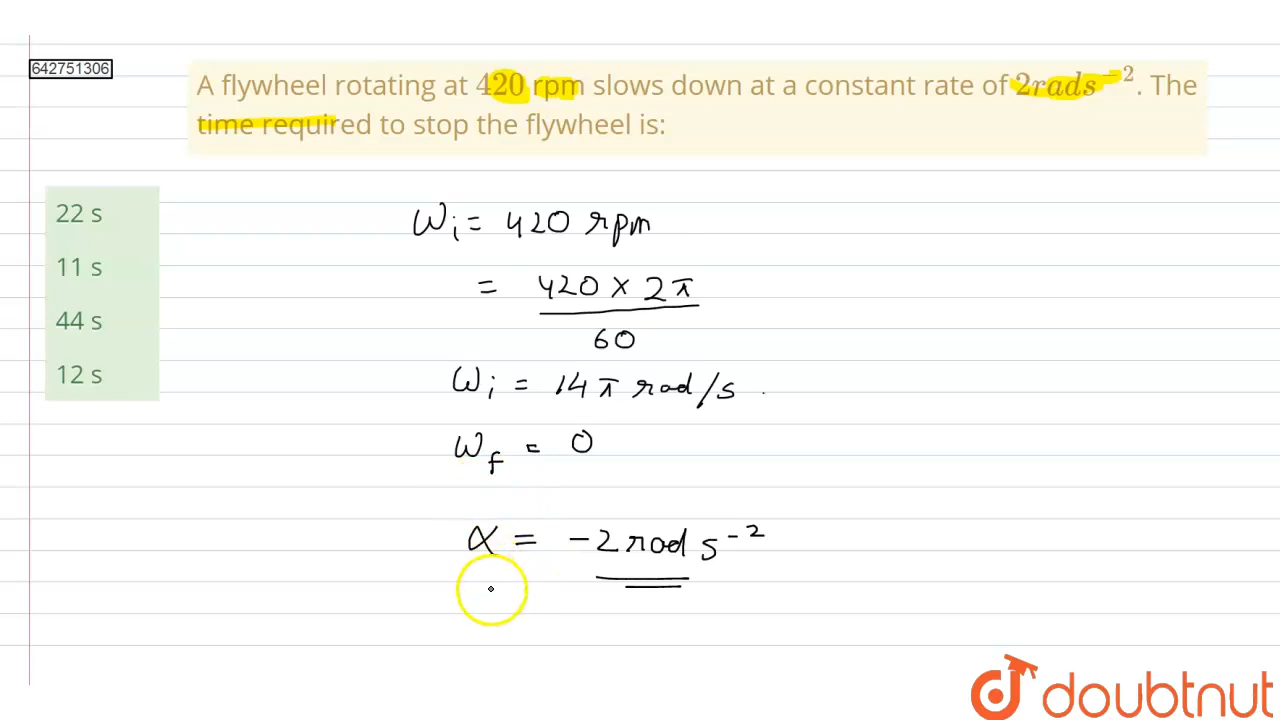 642751306
A flywheel rotating at 420 rpm slows down at a constant rate of 2rads⁻². The
time required to stop the flywheel is:
22 s
11 s
44 s
12 s
ωi = 420 rpm
= 420 × 2π
60
ωi = 14 π rad/s .
ωf = 0
α = -2 rad s⁻²
doubtnut